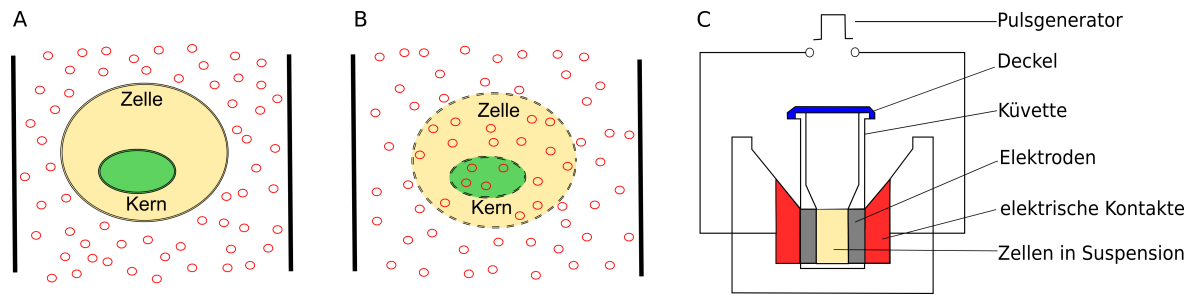 A
Zelle
Kern
B
Zelle
Kern
C
Pulsgenerator
Deckel
Küvette
Elektroden
elektrische Kontakte
Zellen in Suspension